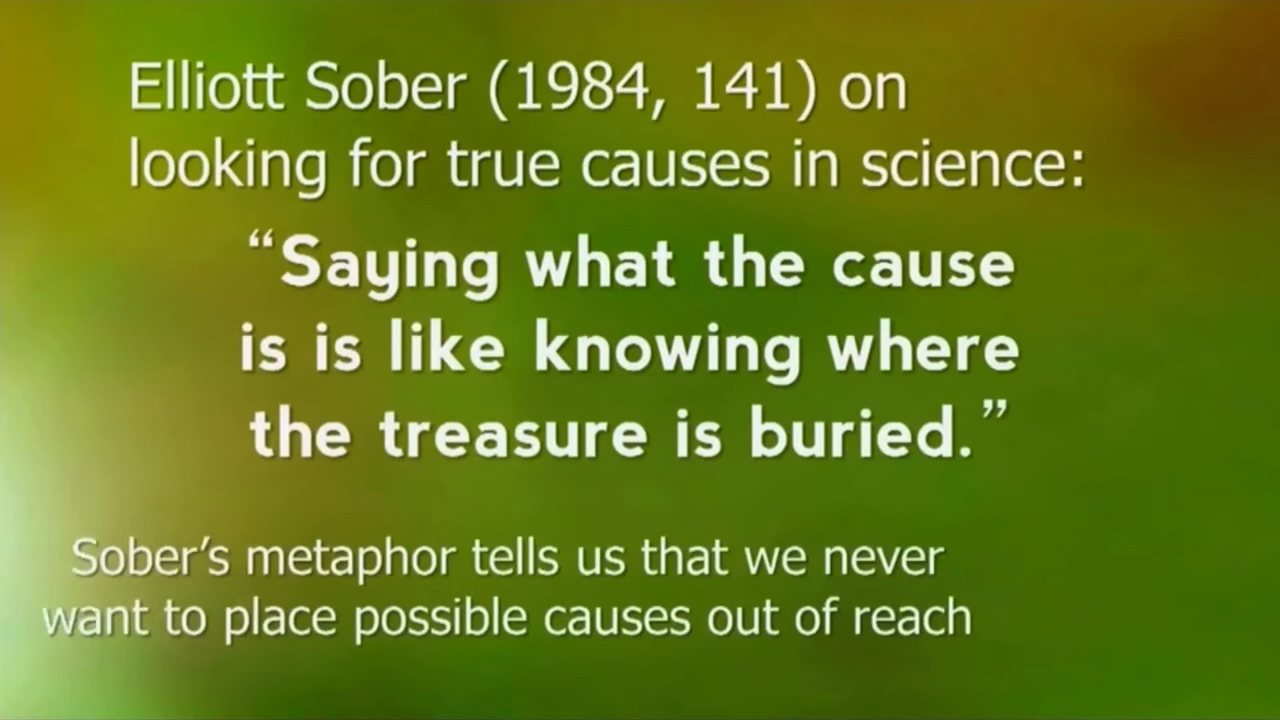 Elliott Sober (1984, 141) on
looking for true causes in science:
“Saying what the cause
is is like knowing where
the treasure is buried.”
Sober’s metaphor tells us that we never
want to place possible causes out of reach